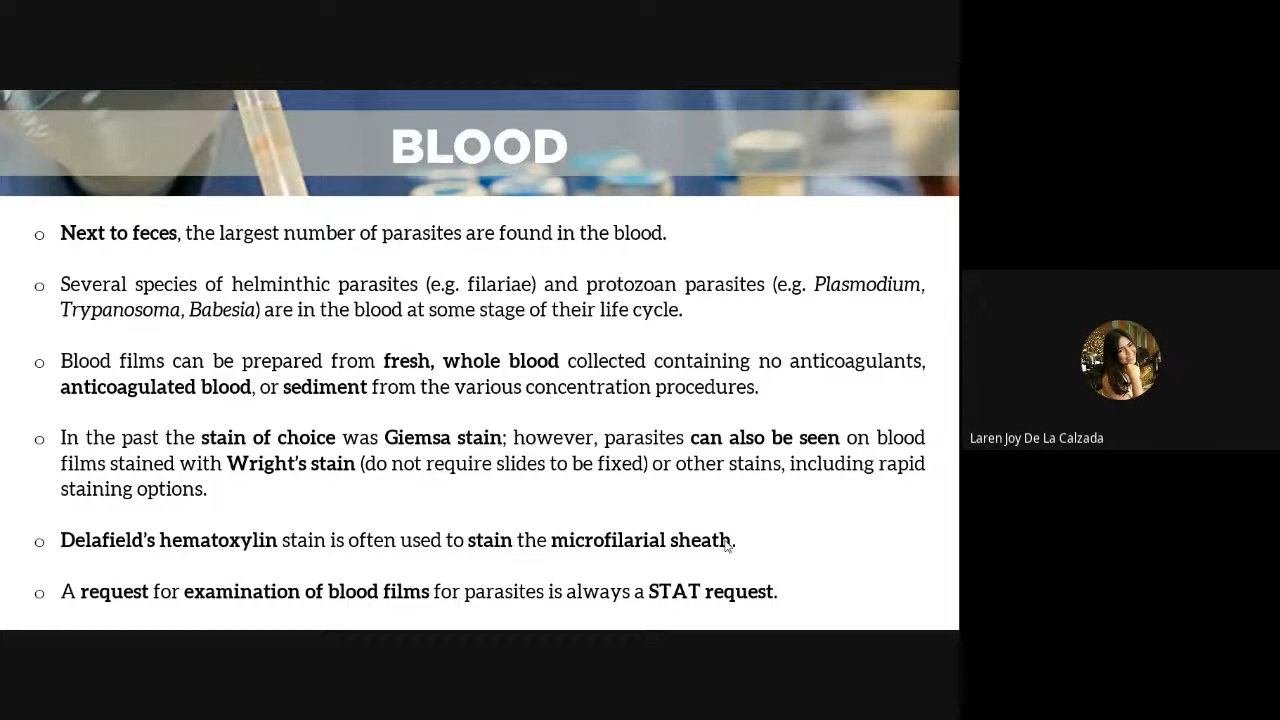 BLOOD
o Next to feces, the largest number of parasites are found in the blood.
o Several species of helminthic parasites (e.g. filariae) and protozoan parasites (e.g. Plasmodium,
Trypanosoma, Babesia) are in the blood at some stage of their life cycle.
o Blood films can be prepared from fresh, whole blood collected containing no anticoagulants,
anticoagulated blood, or sediment from the various concentration procedures.
o In the past the stain of choice was Giemsa stain; however, parasites can also be seen on blood
films stained with Wright’s stain (do not require slides to be fixed) or other stains, including rapid
staining options.
o Delafield’s hematoxylin stain is often used to stain the microfilarial sheath.
o A request for examination of blood films for parasites is always a STAT request.
Laren Joy De La Calzada